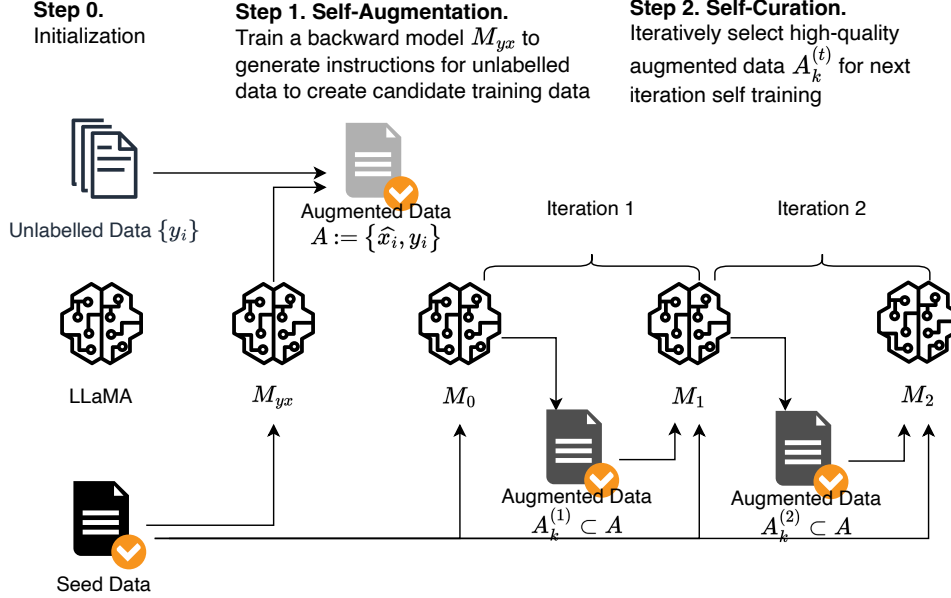 Step 0.
Initialization
Step 1. Self-Augmentation.
Train a backward model $M_{yx}$ to
generate instructions for unlabelled
data to create candidate training data
Step 2. Self-Curation.
Iteratively select high-quality
augmented data $A_k^{(t)}$ for next
iteration self training
Unlabelled Data $\{y_i\}$
Augmented Data
$A := \{\widehat{x}_i, y_i\}$
Iteration 1
Iteration 2
LLaMA
$M_{yx}$
$M_0$
$M_1$
$M_2$
Augmented Data
$A_k^{(1)} \subset A$
Augmented Data
$A_k^{(2)} \subset A$
Seed Data